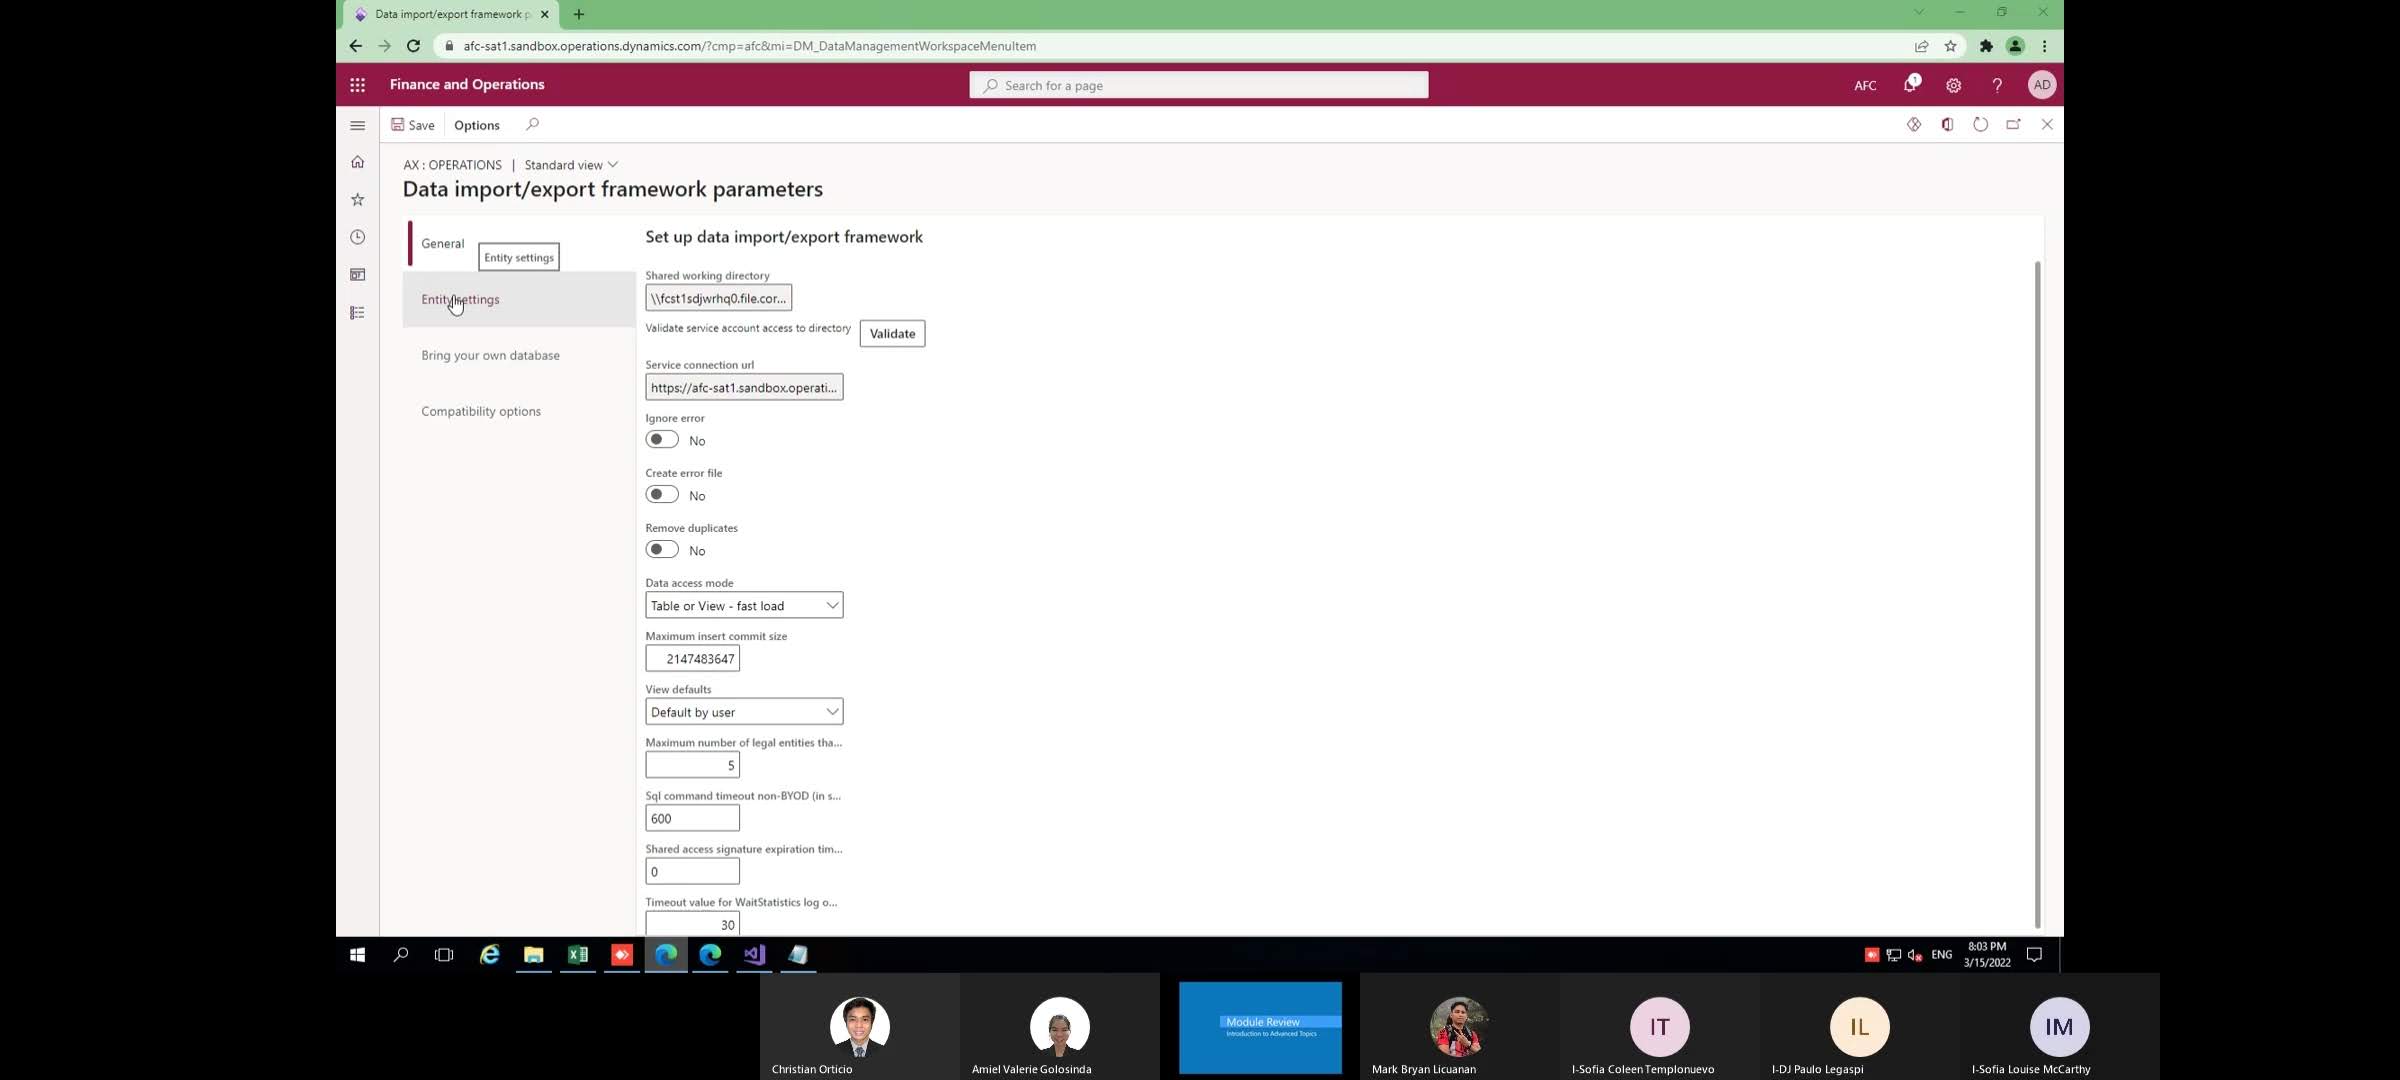 Data import/export framework p
afc-sat1.sandbox.operations.dynamics.com/?cmp=afc&mi=DM_DataManagementWorkspaceMenuItem
Finance and Operations
Search for a page
AFC
1
?
AD
Save
Options
AX : OPERATIONS | Standard view
Data import/export framework parameters
General
Entity settings
Entity settings
Bring your own database
Compatibility options
Set up data import/export framework
Shared working directory
\\fcst1sdjwrhq0.file.cor...
Validate service account access to directory
Validate
Service connection url
https://afc-sat1.sandbox.operati...
Ignore error
No
Create error file
No
Remove duplicates
No
Data access mode
Table or View - fast load
Maximum insert commit size
2147483647
View defaults
Default by user
Maximum number of legal entities tha...
5
Sql command timeout non-BYOD (in s...
600
Shared access signature expiration tim...
0
Timeout value for WaitStatistics log o...
30
ENG
8:03 PM
3/15/2022
Module Review
Introduction to Advanced Topics
IT
IL
IM
Christian Orticio
Amiel Valerie Golosinda
Mark Bryan Licuanan
I-Sofia Coleen Templonuevo
I-DJ Paulo Legaspi
I-Sofia Louise McCarthy